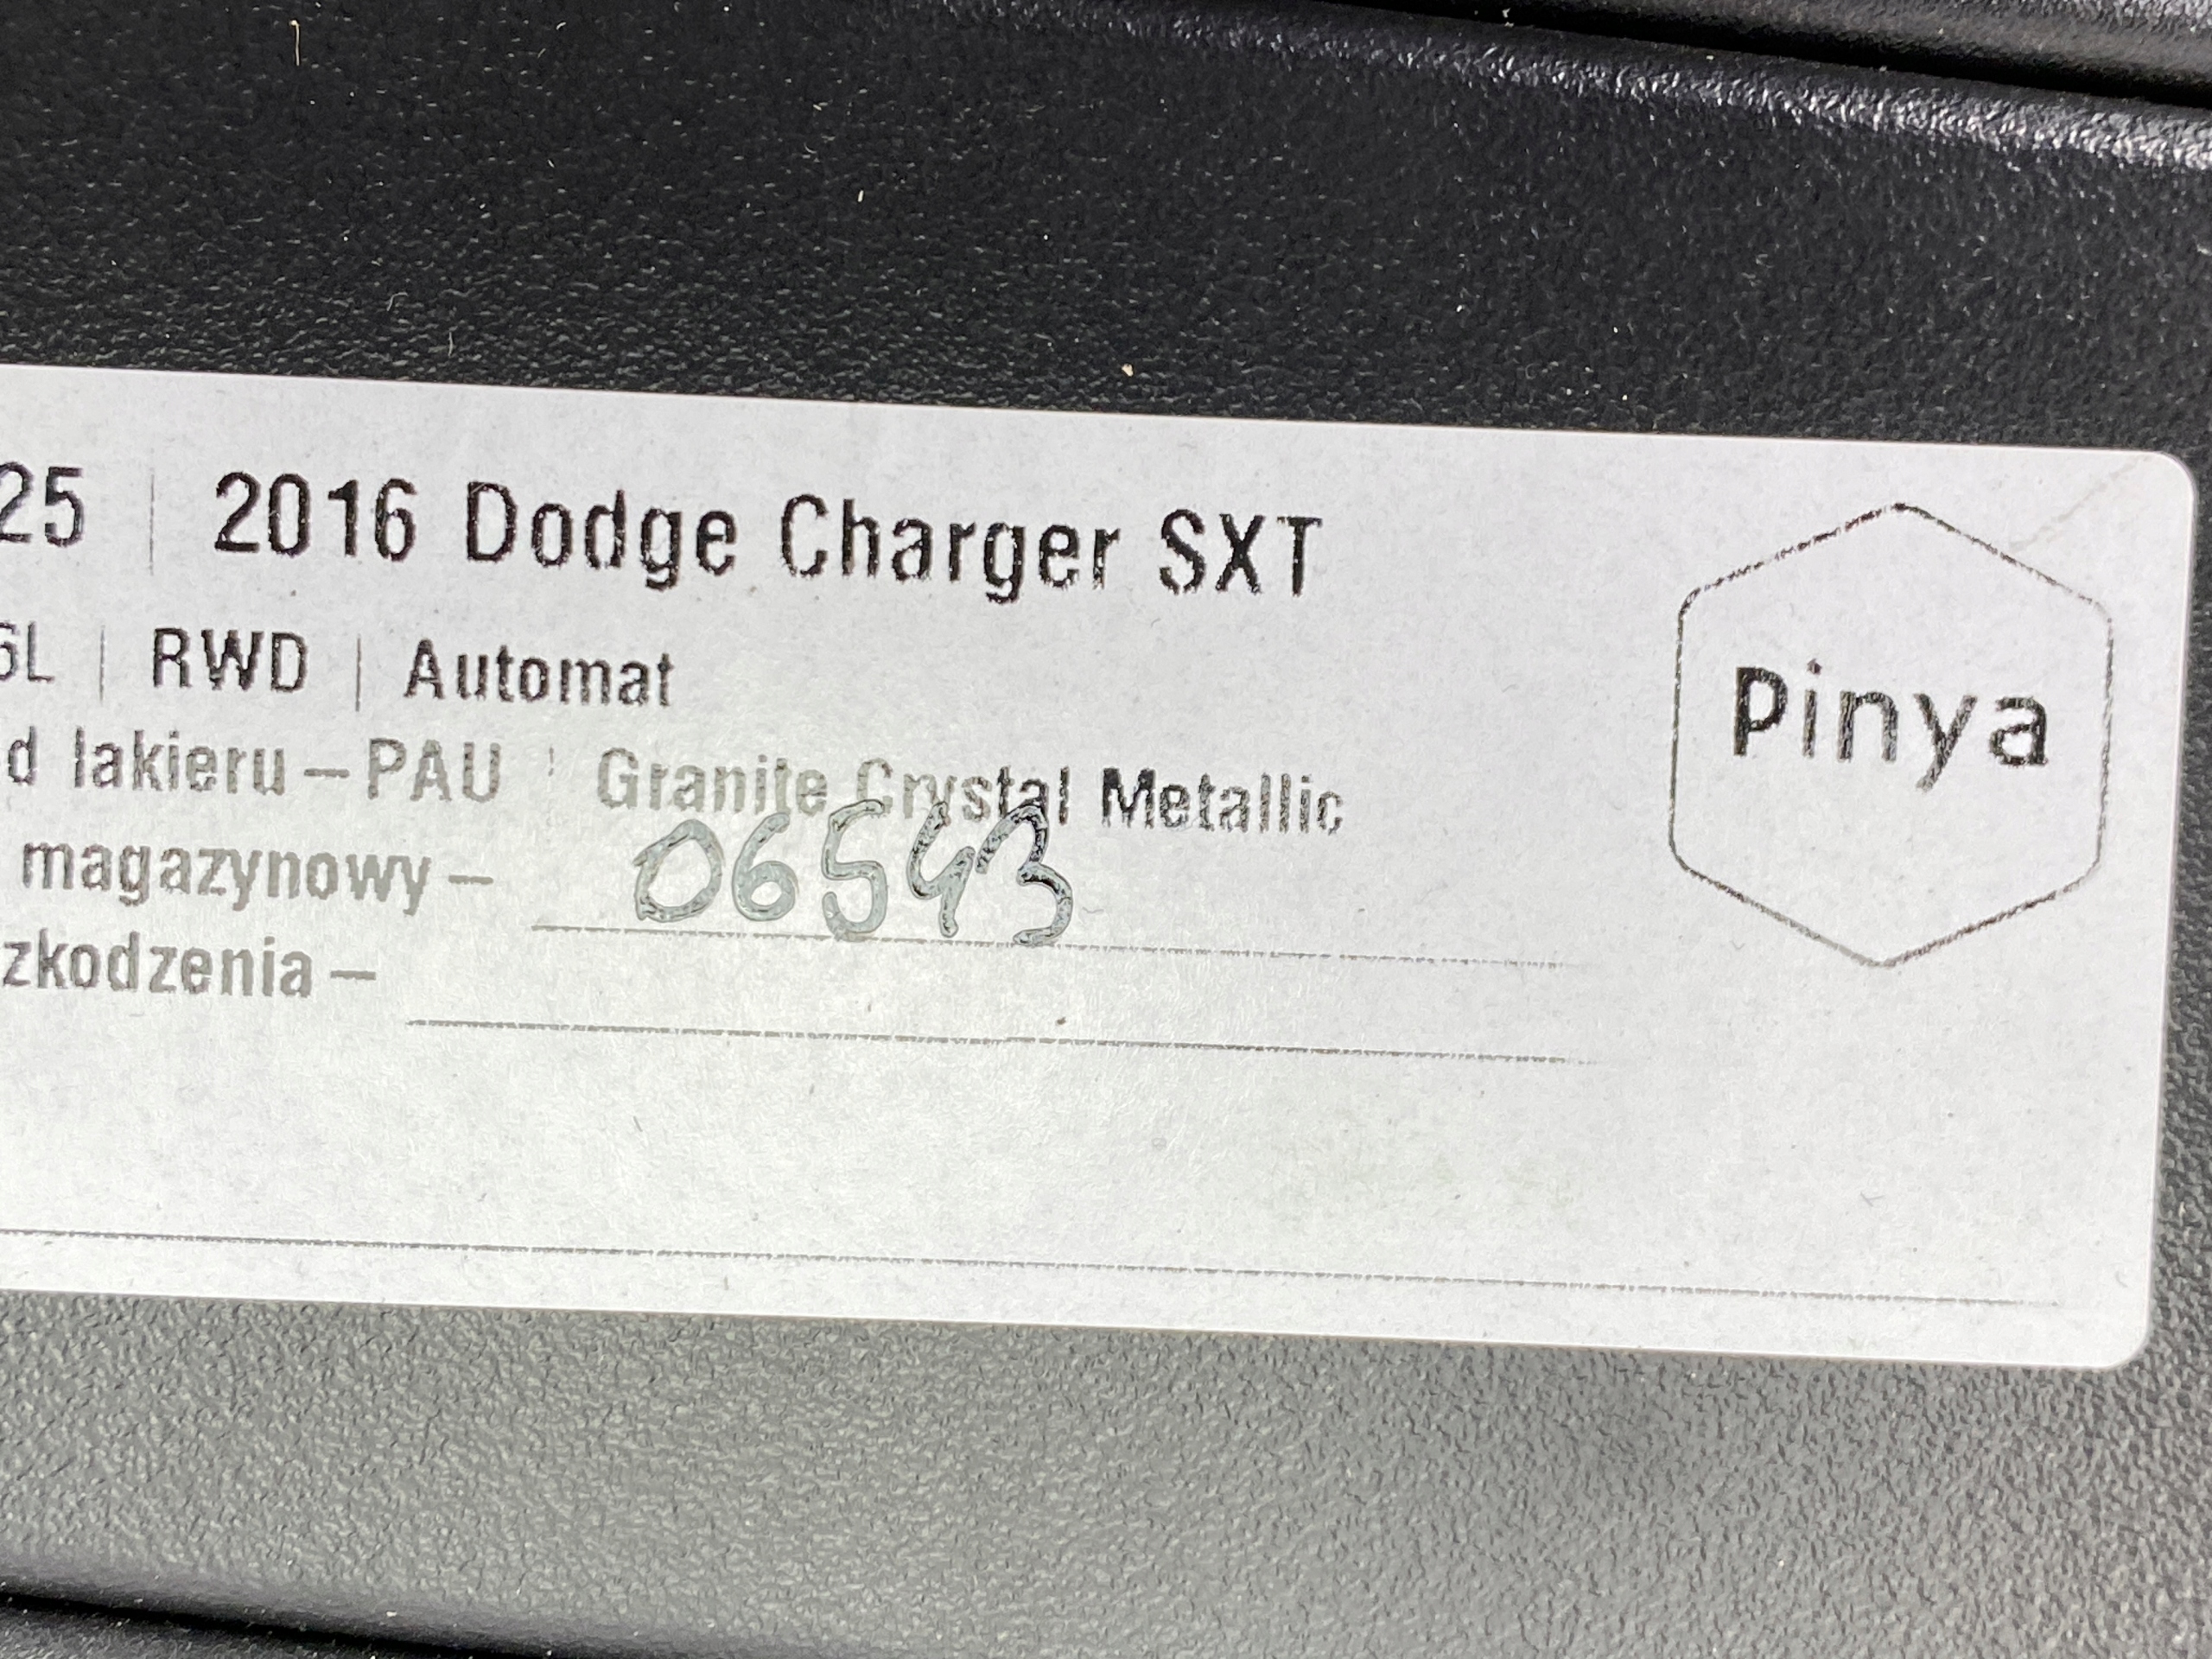 25 | 2016 Dodge Charger SXT
6L | RWD | Automat
Pinya
d lakieru – PAU | Granite Crystal Metallic
magazynowy – 06543
zkodzenia –